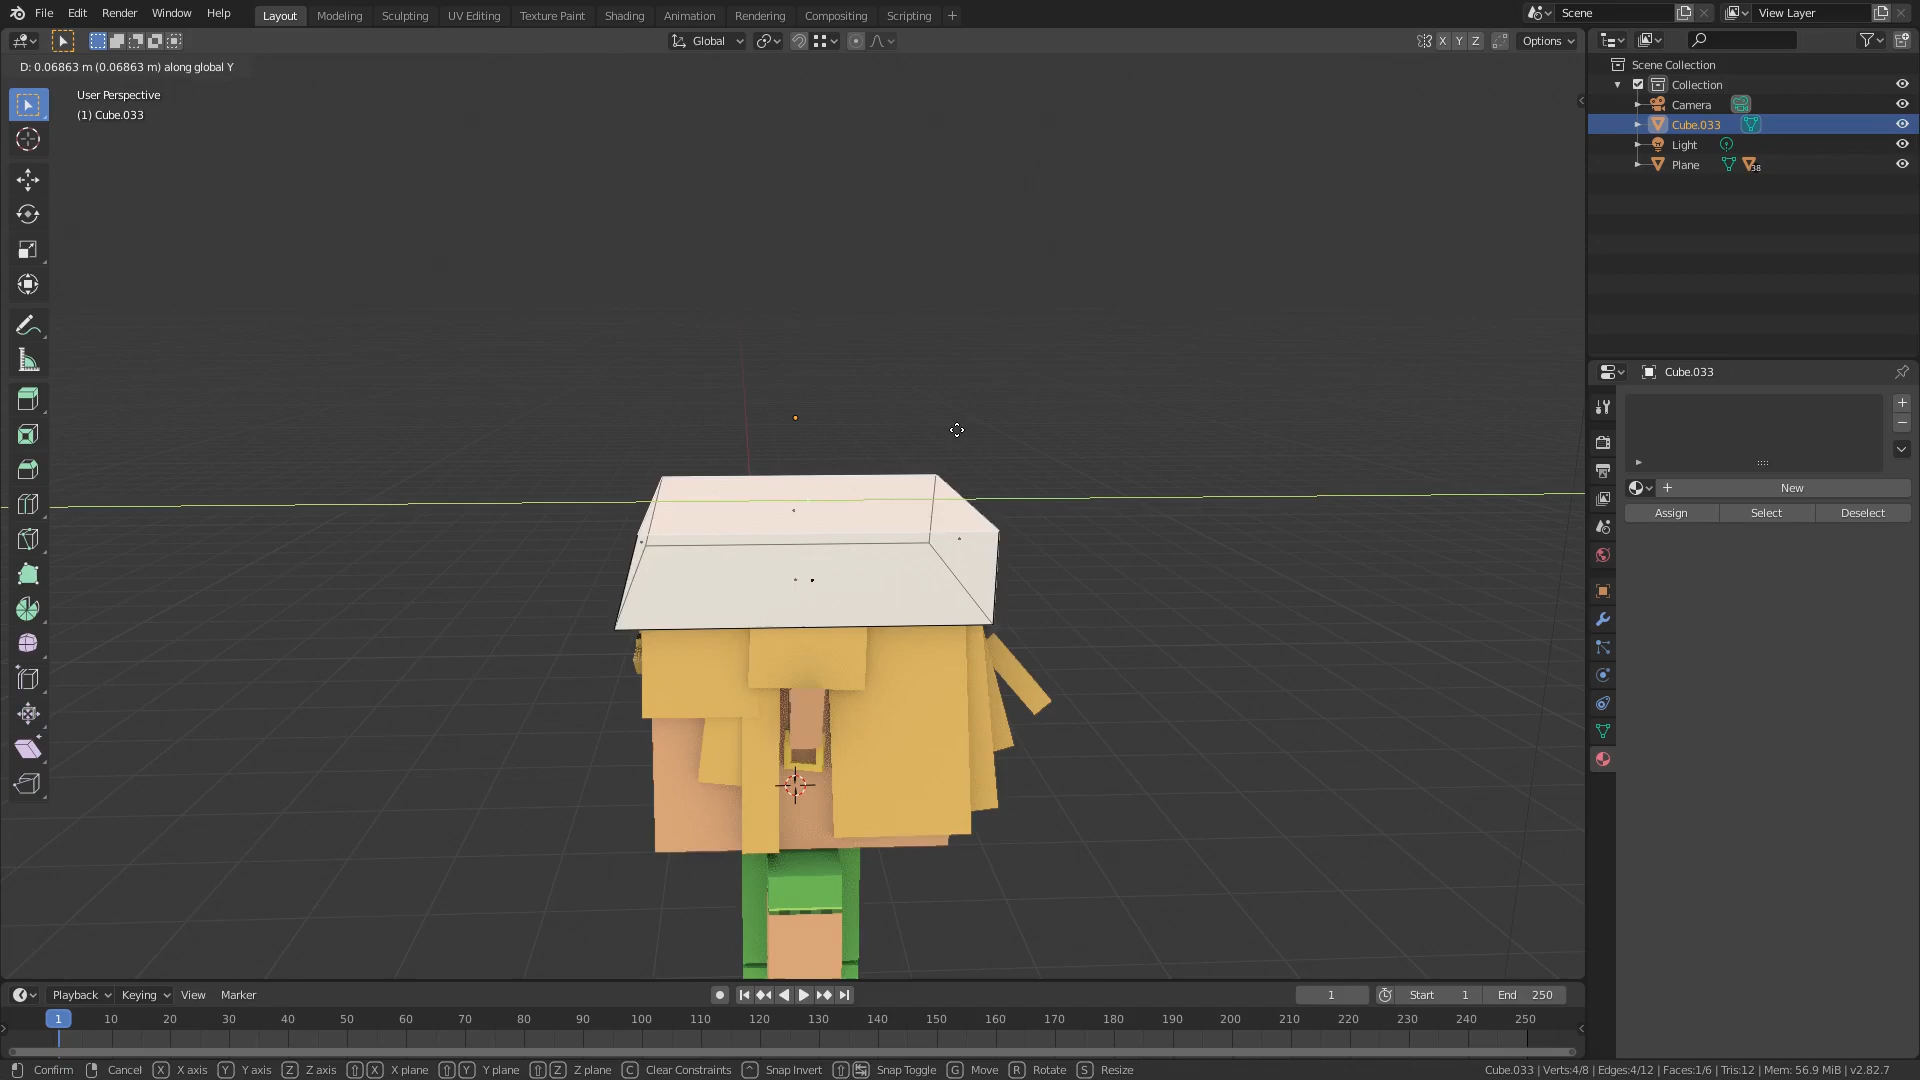 File Edit Render Window Help Layout Modeling Sculpting UV Editing Texture Paint Shading Animation Rendering Compositing Scripting + Scene View Layer
Global X Y Z Options
D: 0.06863 m (0.06863 m) along global Y
User Perspective
(1) Cube.033
Scene Collection
Collection
Camera
Cube.033
Light
Plane 38
Cube.033
+ New
Assign Select Deselect
Playback Keying View Marker 1 Start 1 End 250
1 10 20 30 40 50 60 70 80 90 100 110 120 130 140 150 160 170 180 190 200 210 220 230 240 250
Confirm Cancel X X axis Y Y axis Z Z axis X X plane Y Y plane Z Z plane C Clear Constraints ^ Snap Invert Snap Toggle G Move R Rotate S Resize Cube.033 | Verts:4/8 | Edges:4/12 | Faces:1/6 | Tris:12 | Mem: 56.9 MiB | v2.82.7